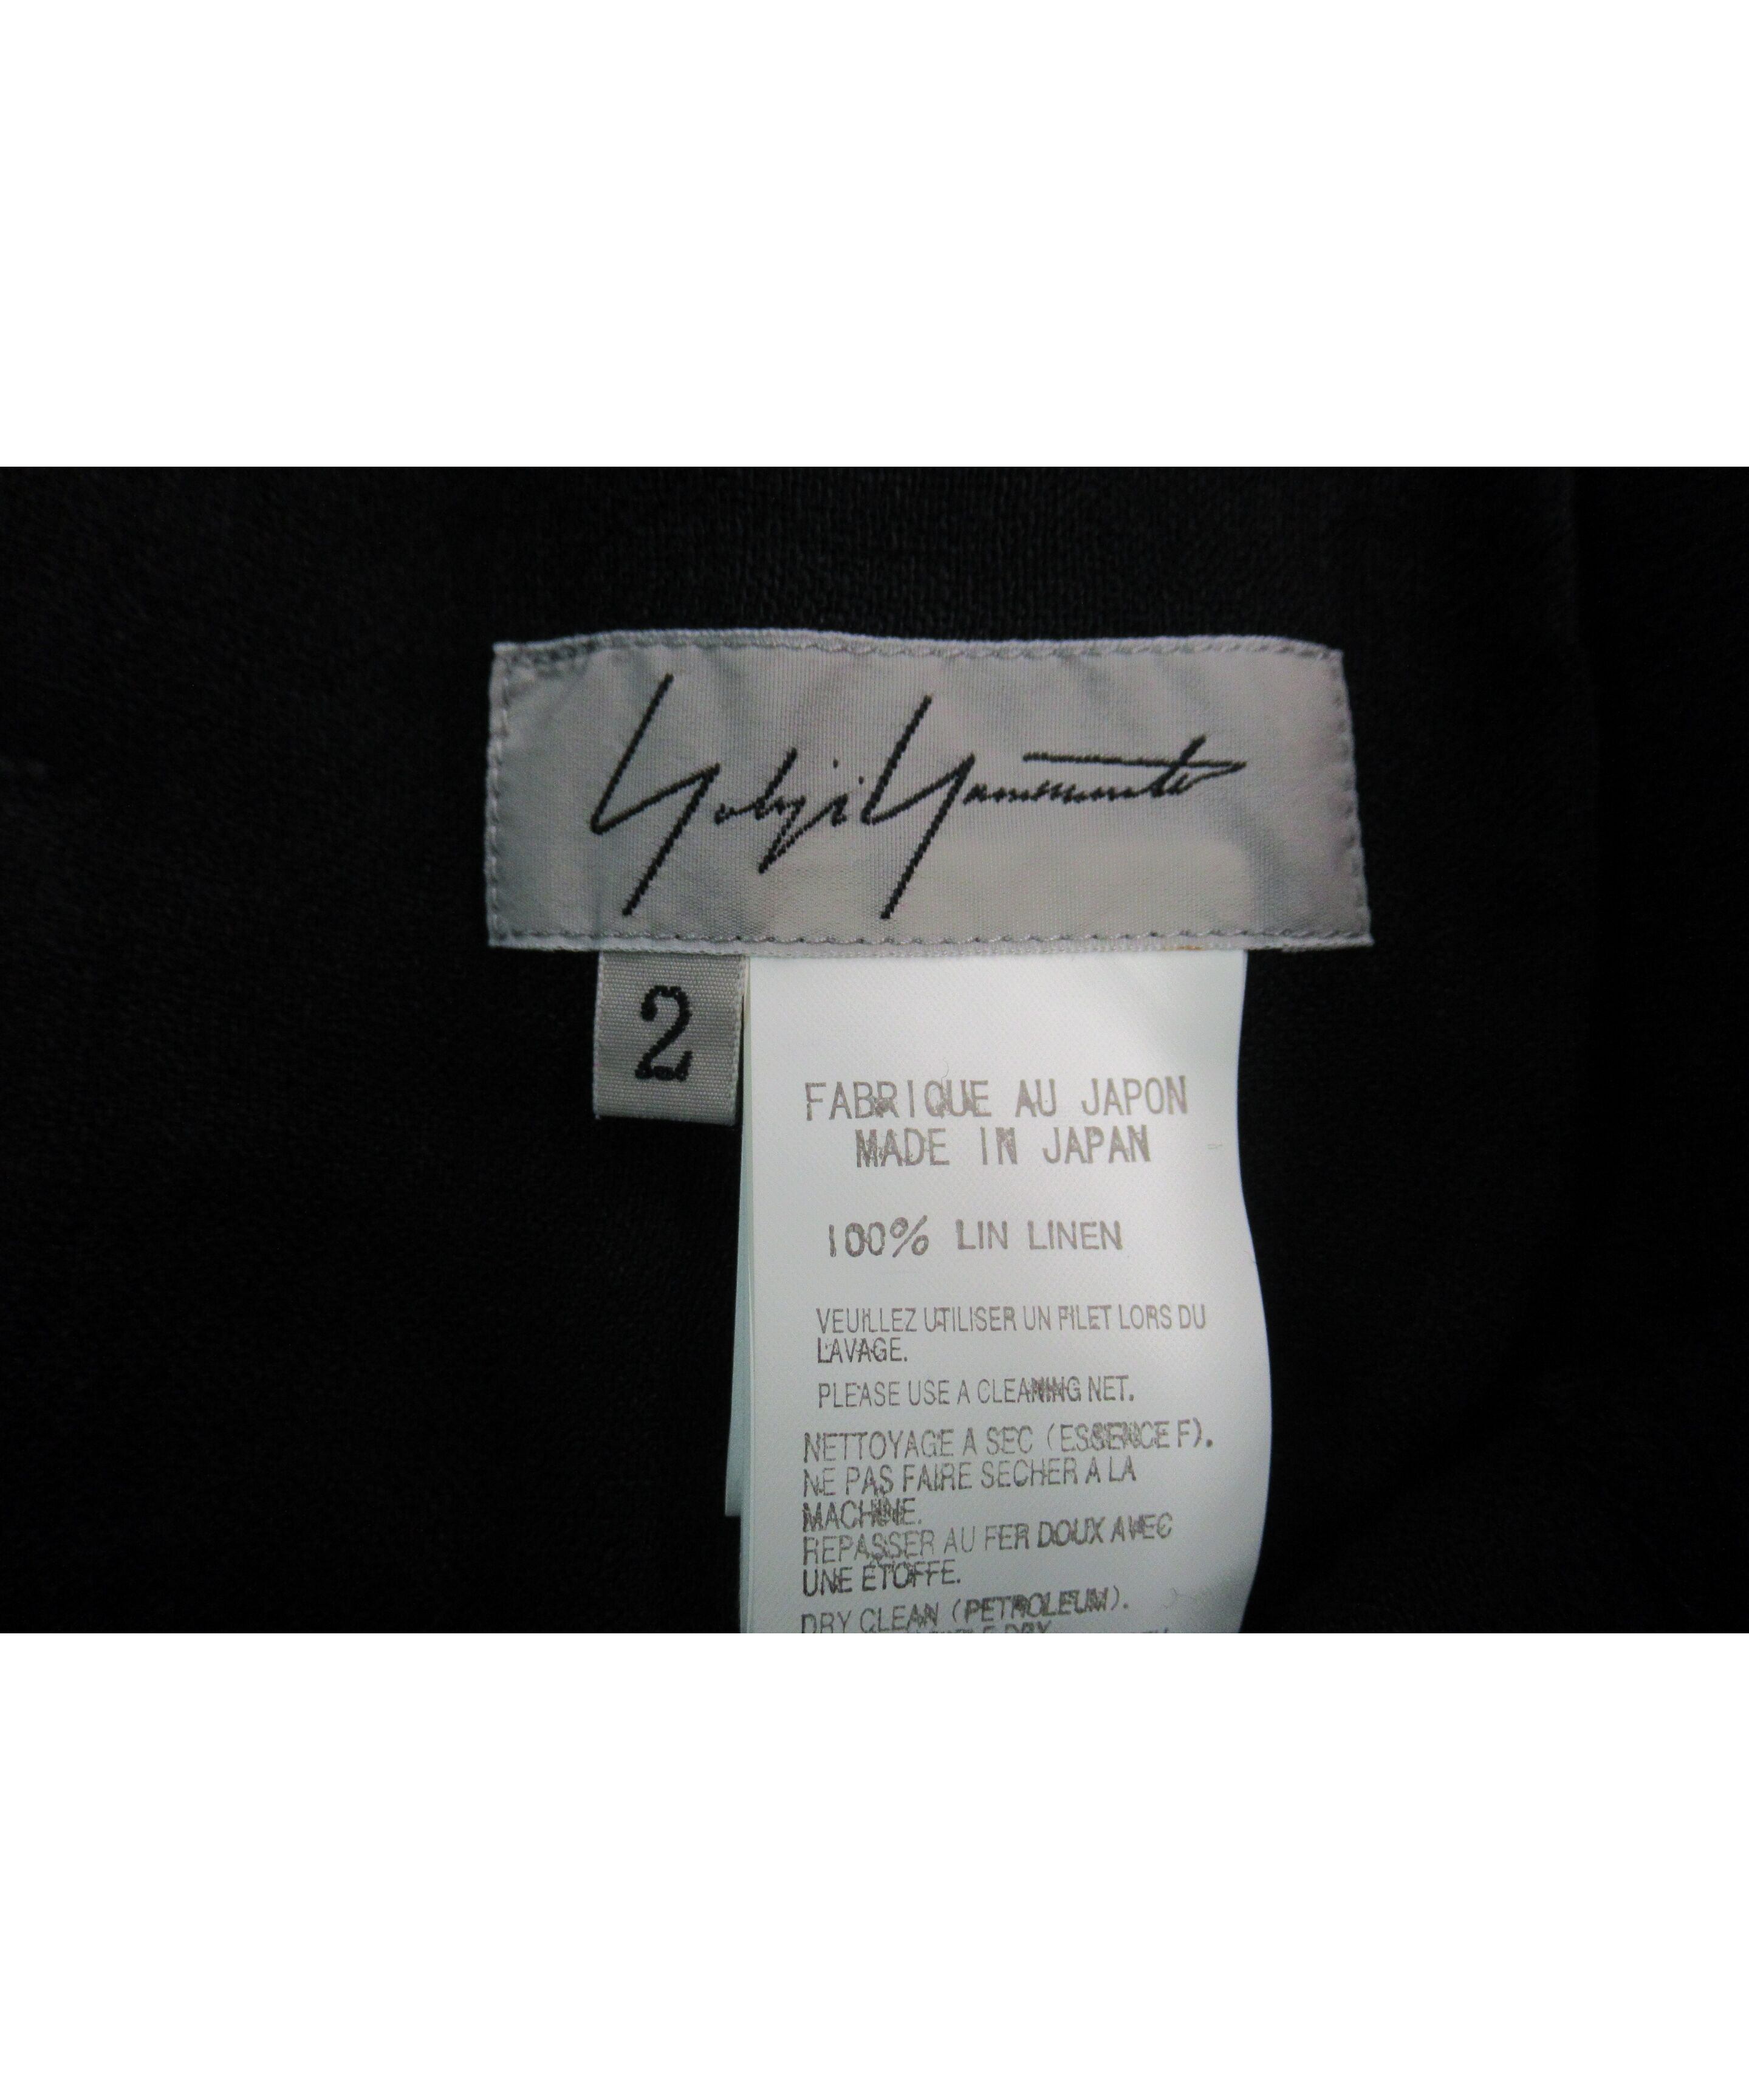 Yohji Yamamoto
2
FABRIQUE AU JAPON
MADE IN JAPAN
100% LIN LINEN
VEUILLEZ UTILISER UN FILET LORS DU
LAVAGE.
PLEASE USE A CLEANING NET.
NETTOYAGE A SEC (ESSENCE F).
NE PAS FAIRE SECHER A LA
MACHINE.
REPASSER AU FER DOUX AVEC
UNE ETOFFE.
DRY CLEAN (PETROLEUM).
DRY